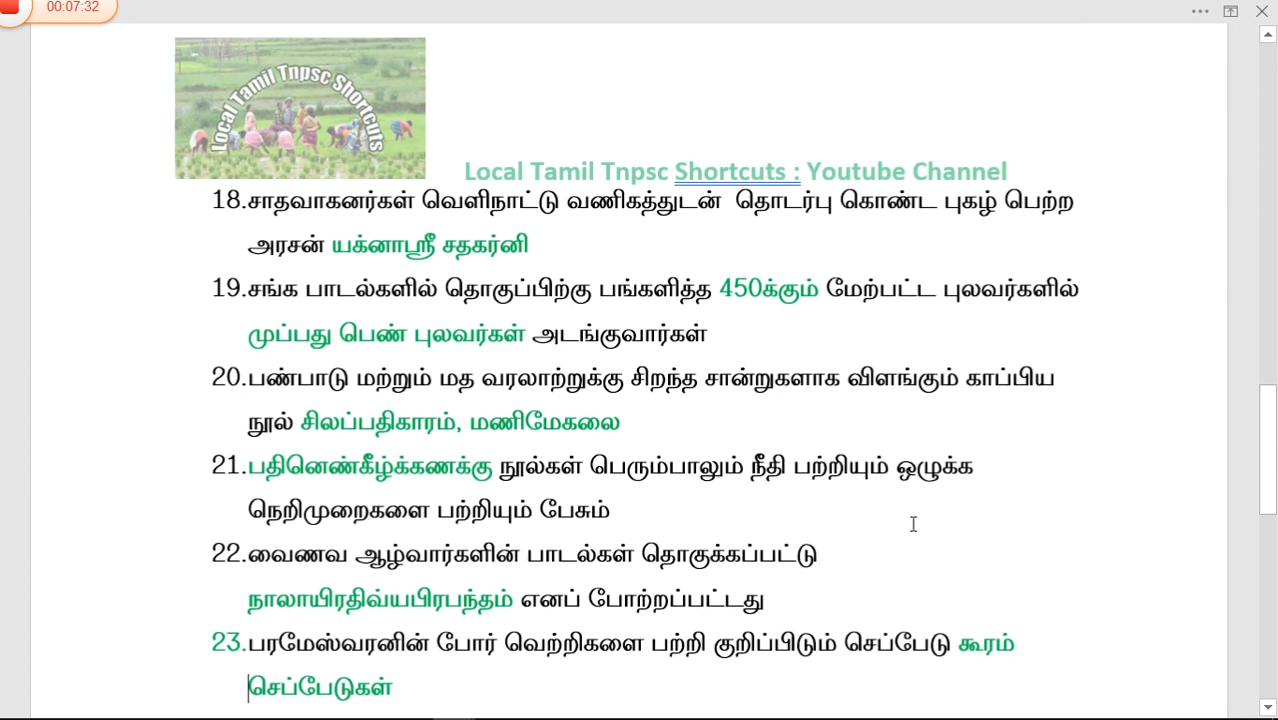 00:07:32
Local Tamil Tnpsc Shortcuts
Local Tamil Tnpsc Shortcuts : Youtube Channel
18.சாதவாகனர்கள் வெளிநாட்டு வணிகத்துடன் தொடர்பு கொண்ட புகழ் பெற்ற
அரசன் யக்னாஸ்ரீ சதகர்னி
19.சங்க பாடல்களில் தொகுப்பிற்கு பங்களித்த 450க்கும் மேற்பட்ட புலவர்களில்
முப்பது பெண் புலவர்கள் அடங்குவார்கள்
20.பண்பாடு மற்றும் மத வரலாற்றுக்கு சிறந்த சான்றுகளாக விளங்கும் காப்பிய
நூல் சிலப்பதிகாரம், மணிமேகலை
21.பதினெண்கீழ்க்கணக்கு நூல்கள் பெரும்பாலும் நீதி பற்றியும் ஒழுக்க
நெறிமுறைகளை பற்றியும் பேசும்
22.வைணவ ஆழ்வார்களின் பாடல்கள் தொகுக்கப்பட்டு
நாலாயிரதிவ்யபிரபந்தம் எனப் போற்றப்பட்டது
23.பரமேஸ்வரனின் போர் வெற்றிகளை பற்றி குறிப்பிடும் செப்பேடு கூரம்
செப்பேடுகள்